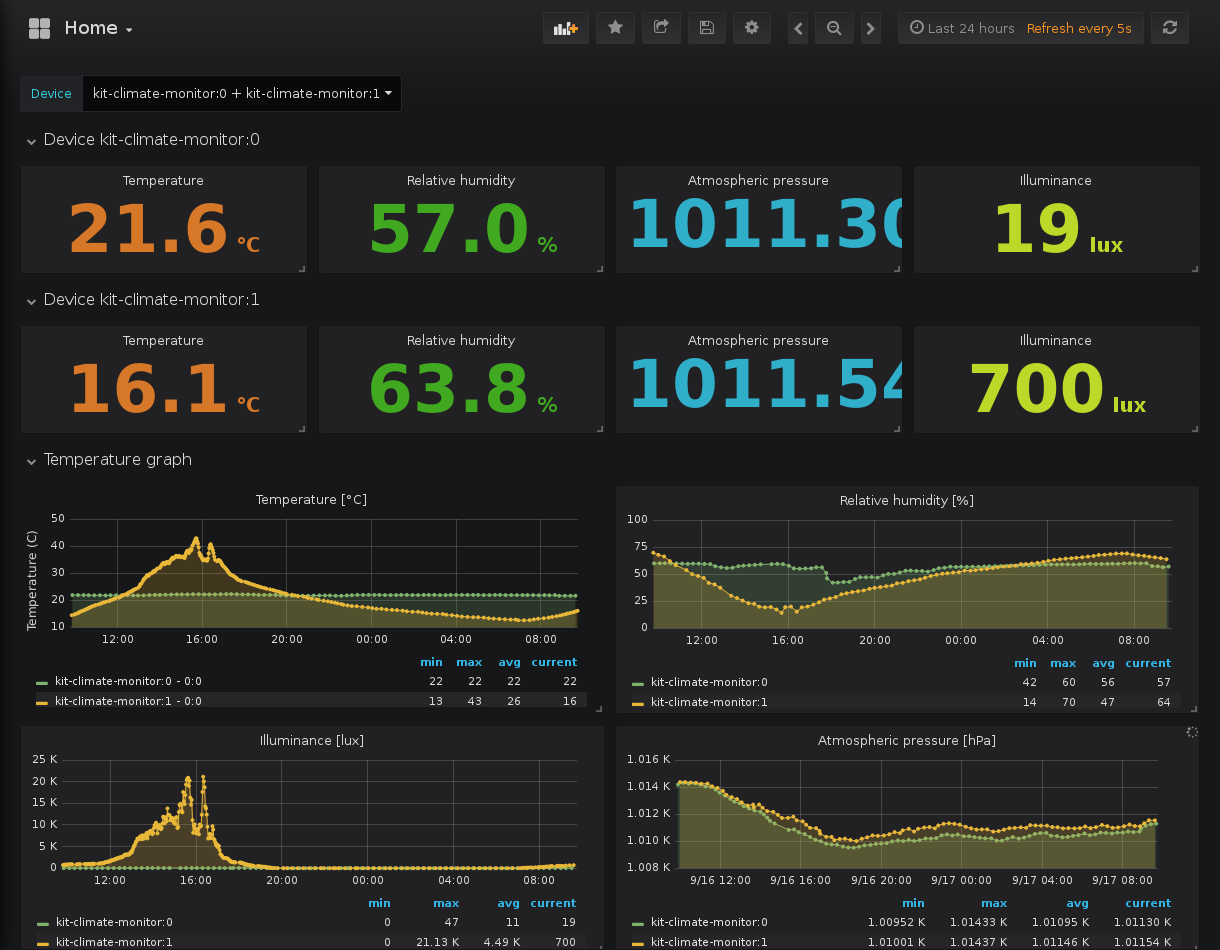 Home
Last 24 hours Refresh every 5s
Device kit-climate-monitor:0 + kit-climate-monitor:1
Device kit-climate-monitor:0
Temperature Relative humidity Atmospheric pressure Illuminance
21.6 °C 57.0 % 1011.30 19 lux
Device kit-climate-monitor:1
Temperature Relative humidity Atmospheric pressure Illuminance
16.1 °C 63.8 % 1011.54 700 lux
Temperature graph
Temperature [°C]
Temperature (C)
50
40
30
20
10
12:00 16:00 20:00 00:00 04:00 08:00
min max avg current
kit-climate-monitor:0 - 0:0 22 22 22 22
kit-climate-monitor:1 - 0:0 13 43 26 16
Relative humidity [%]
100
75
50
25
0
12:00 16:00 20:00 00:00 04:00 08:00
min max avg current
kit-climate-monitor:0 42 60 56 57
kit-climate-monitor:1 14 70 47 64
Illuminance [lux]
25 K
20 K
15 K
10 K
5 K
0
12:00 16:00 20:00 00:00 04:00 08:00
min max avg current
kit-climate-monitor:0 0 47 11 19
kit-climate-monitor:1 0 21.13 K 4.49 K 700
Atmospheric pressure [hPa]
1.016 K
1.014 K
1.012 K
1.010 K
1.008 K
9/16 12:00 9/16 16:00 9/16 20:00 9/17 00:00 9/17 04:00 9/17 08:00
min max avg current
kit-climate-monitor:0 1.00952 K 1.01433 K 1.01095 K 1.01130 K
kit-climate-monitor:1 1.01001 K 1.01437 K 1.01146 K 1.01154 K